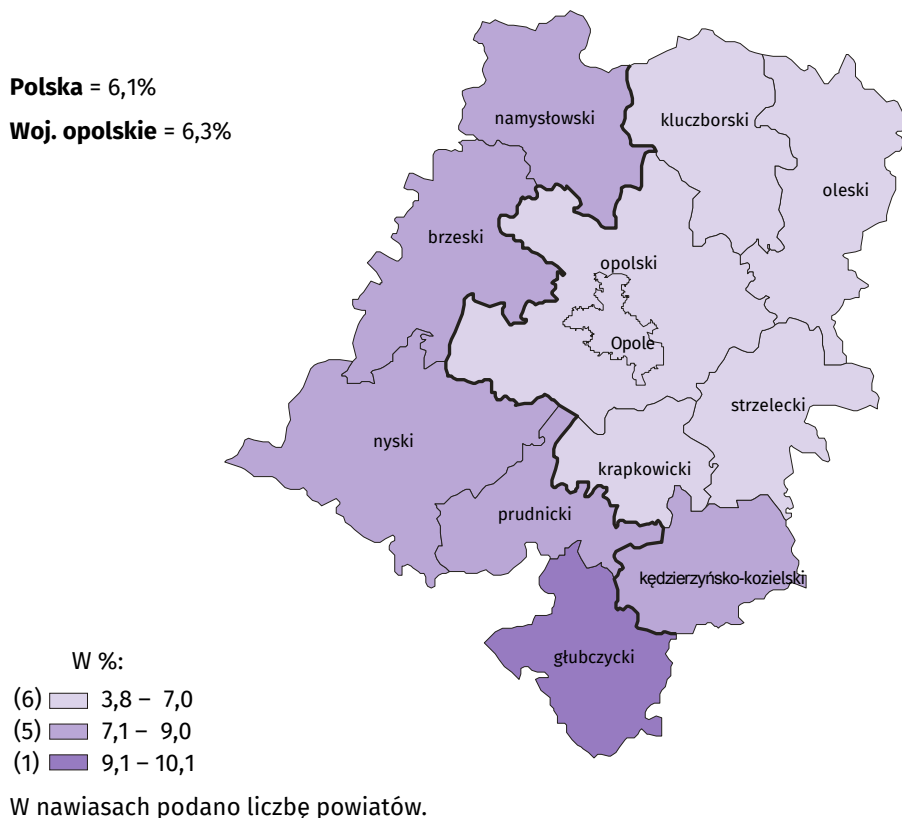 Polska = 6,1%
Woj. opolskie = 6,3%
namysłowski
kluczborski
oleski
brzeski
opolski
Opole
strzelecki
nyski
krapkowicki
prudnicki
kędzierzyńsko-kozielski
głubczycki
W %:
(6) 3,8 – 7,0
(5) 7,1 – 9,0
(1) 9,1 – 10,1
W nawiasach podano liczbę powiatów.